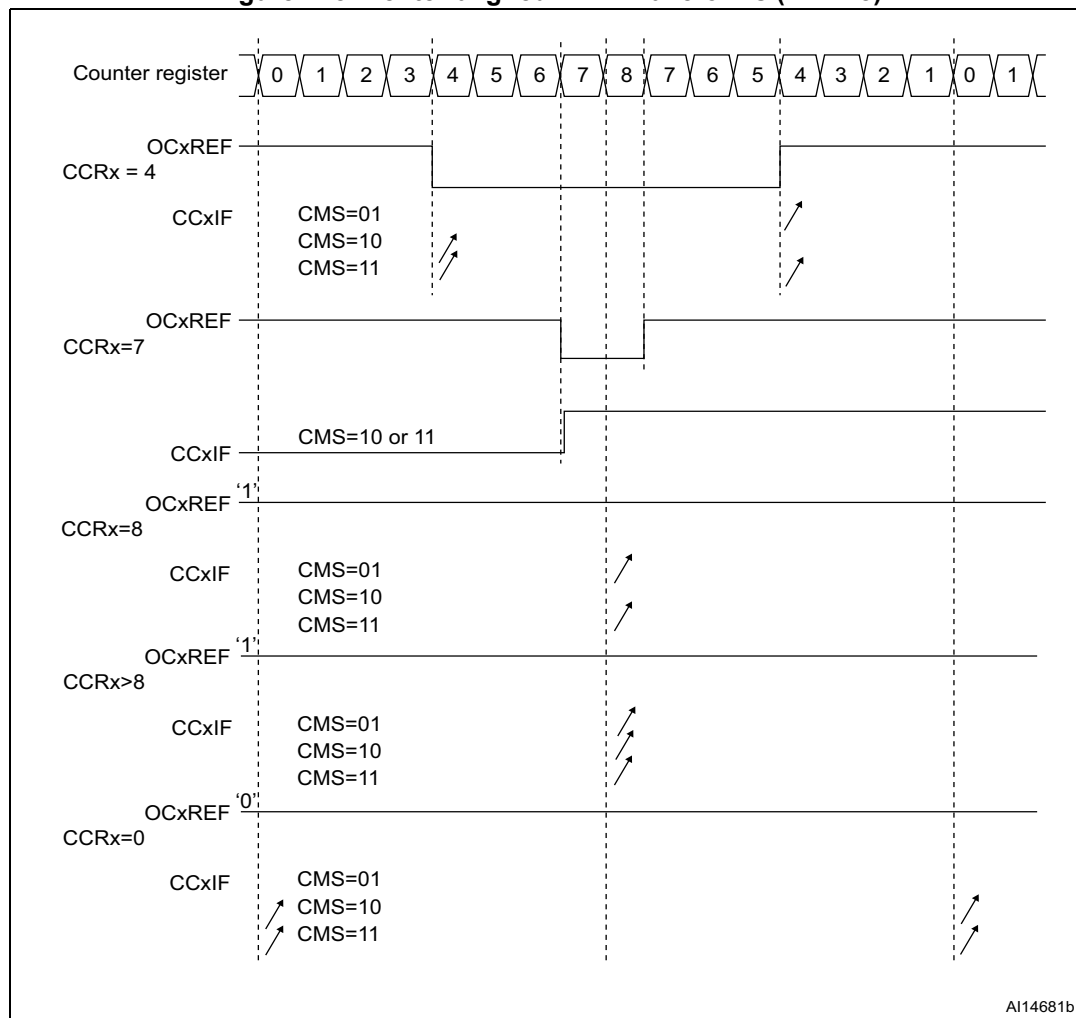 Counter register 0 1 2 3 4 5 6 7 8 7 6 5 4 3 2 1 0 1
OCxREF
CCRx = 4
CCxIF CMS=01
CMS=10
CMS=11
OCxREF
CCRx=7
CMS=10 or 11
CCxIF
OCxREF '1'
CCRx=8
CCxIF CMS=01
CMS=10
CMS=11
OCxREF '1'
CCRx>8
CCxIF CMS=01
CMS=10
CMS=11
OCxREF '0'
CCRx=0
CCxIF CMS=01
CMS=10
CMS=11
AI14681b